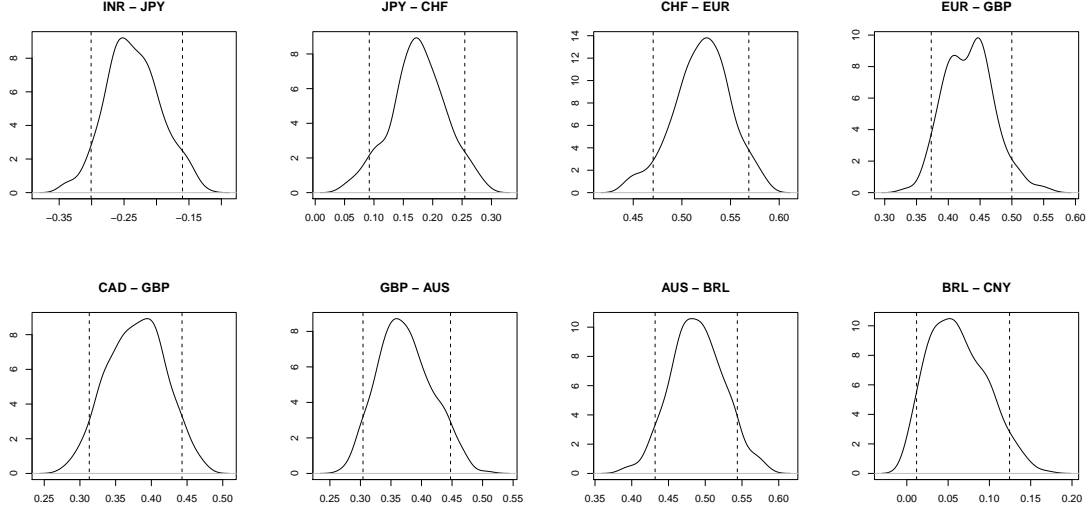 INR – JPY
0 2 4 6 8
−0.35 −0.25 −0.15
JPY – CHF
0 2 4 6 8
0.00 0.05 0.10 0.15 0.20 0.25 0.30
CHF – EUR
0 2 4 6 8 10 12 14
0.45 0.50 0.55 0.60
EUR – GBP
0 2 4 6 8 10
0.30 0.35 0.40 0.45 0.50 0.55 0.60
CAD – GBP
0 2 4 6 8
0.25 0.30 0.35 0.40 0.45 0.50
GBP – AUS
0 2 4 6 8
0.25 0.30 0.35 0.40 0.45 0.50 0.55
AUS – BRL
0 2 4 6 8 10
0.35 0.40 0.45 0.50 0.55 0.60
BRL – CNY
0 2 4 6 8 10
0.00 0.05 0.10 0.15 0.20